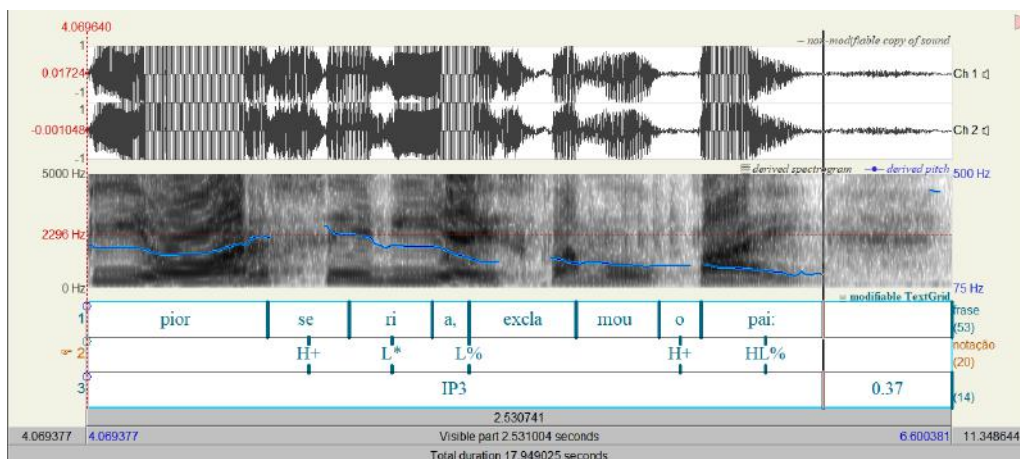 4.069640
1
0.01724
-1
1
-0.001048
-1
5000 Hz
2296 Hz
0 Hz
non-modifiable copy of sound
Ch 1
Ch 2
derived spectrogram derived pitch
500 Hz
75 Hz
modifiable TextGrid
1 pior se ri a, excla mou o pai: frase (53)
2 H+ L* L% H+ HL% notação (20)
3 IP3 0.37 (14)
2.530741
4.069377 4.069377 Visible part 2.531004 seconds 6.600381 11.348644
Total duration 17.949025 seconds